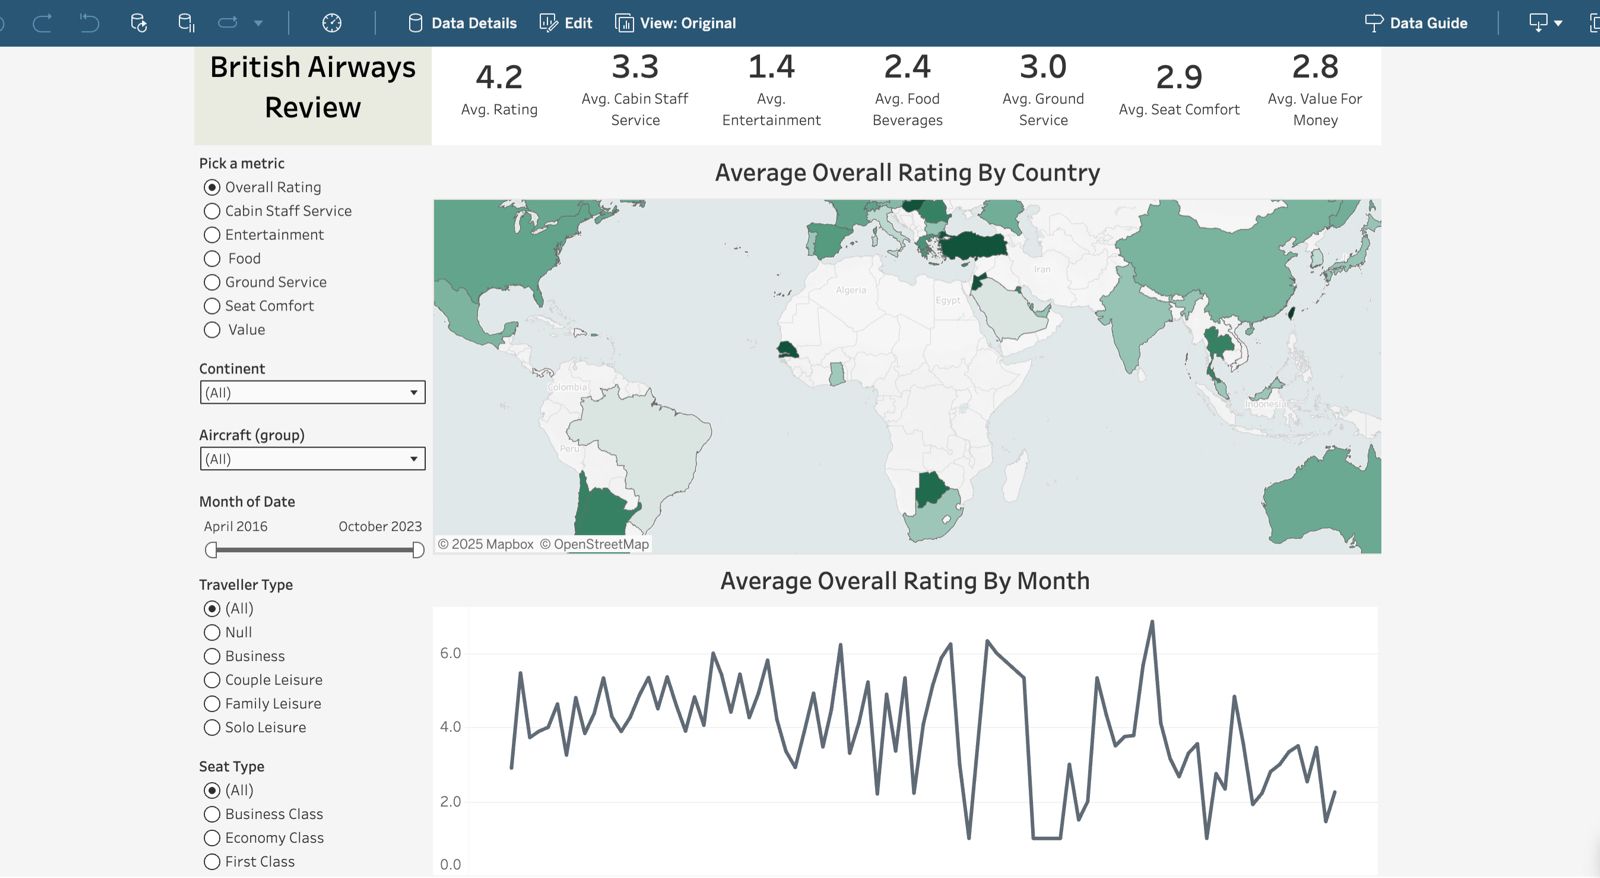 Data Details
Edit
View: Original
Data Guide
British Airways
Review
4.2
Avg. Rating
3.3
Avg. Cabin Staff
Service
1.4
Avg.
Entertainment
2.4
Avg. Food
Beverages
3.0
Avg. Ground
Service
2.9
Avg. Seat Comfort
2.8
Avg. Value For
Money
Pick a metric
Overall Rating
Cabin Staff Service
Entertainment
Food
Ground Service
Seat Comfort
Value
Continent
(All)
Aircraft (group)
(All)
Month of Date
April 2016
October 2023
Traveller Type
(All)
Null
Business
Couple Leisure
Family Leisure
Solo Leisure
Seat Type
(All)
Business Class
Economy Class
First Class
Average Overall Rating By Country
Iran
Algeria
Egypt
Colombia
Indonesia
Peru
© 2025 Mapbox © OpenStreetMap
Average Overall Rating By Month
6.0
4.0
2.0
0.0